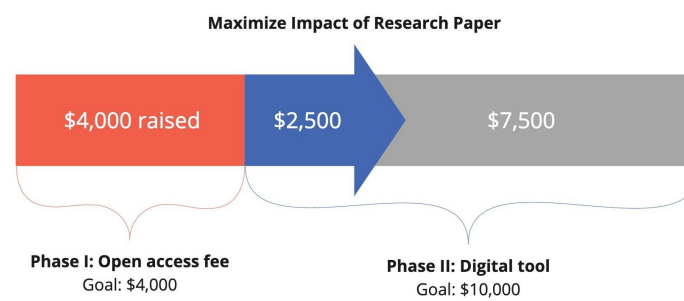 Maximize Impact of Research Paper
$4,000 raised
$2,500
$7,500
Phase I: Open access fee
Goal: $4,000
Phase II: Digital tool
Goal: $10,000